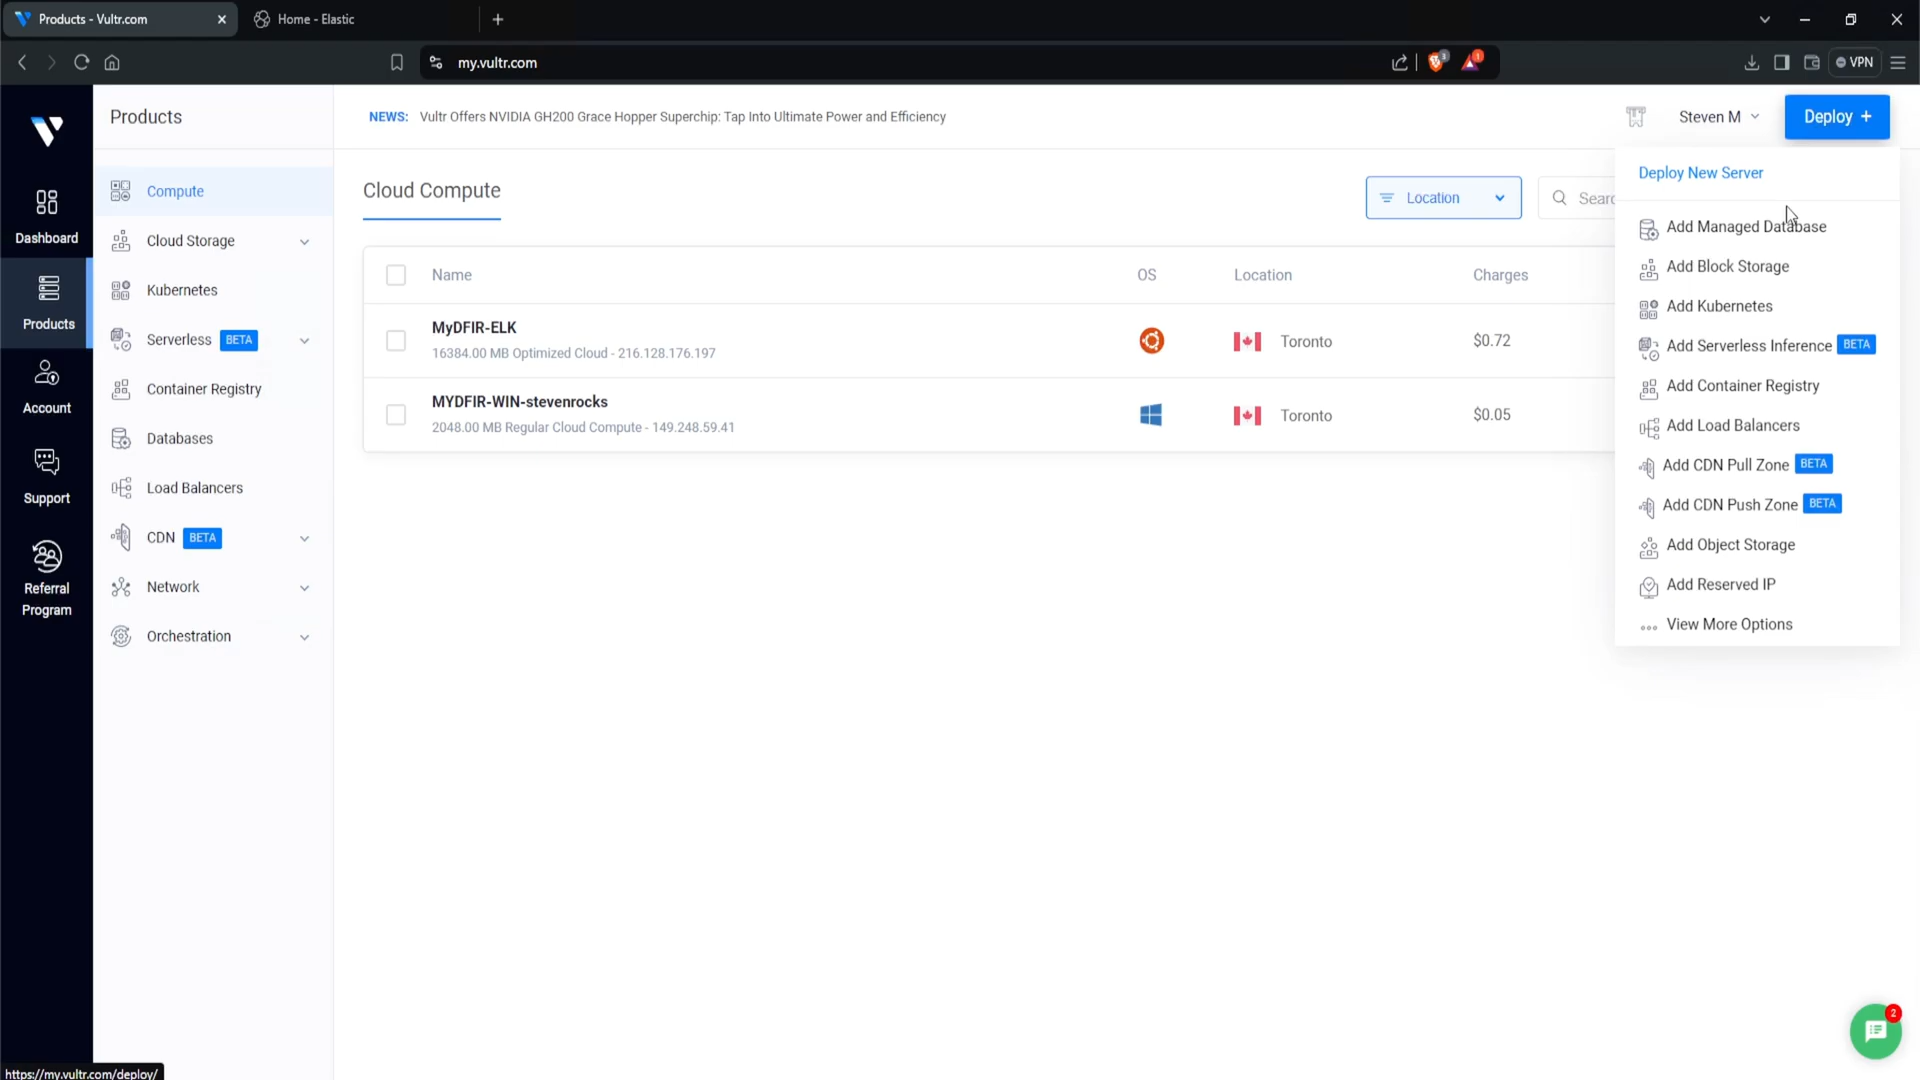 Products - Vultr.com
Home - Elastic
my.vultr.com
3
1
VPN
Dashboard
Products
Account
Support
Referral
Program
Products
Compute
Cloud Storage
Kubernetes
Serverless BETA
Container Registry
Databases
Load Balancers
CDN BETA
Network
Orchestration
NEWS: Vultr Offers NVIDIA GH200 Grace Hopper Superchip: Tap Into Ultimate Power and Efficiency
Steven M
Deploy +
Cloud Compute
Location
Searc
Name OS Location Charges
MyDFIR-ELK
16384.00 MB Optimized Cloud - 216.128.176.197
Toronto
$0.72
MYDFIR-WIN-stevenrocks
2048.00 MB Regular Cloud Compute - 149.248.59.41
Toronto
$0.05
Deploy New Server
Add Managed Database
Add Block Storage
Add Kubernetes
Add Serverless Inference BETA
Add Container Registry
Add Load Balancers
Add CDN Pull Zone BETA
Add CDN Push Zone BETA
Add Object Storage
Add Reserved IP
View More Options
2
https://my.vultr.com/deploy/